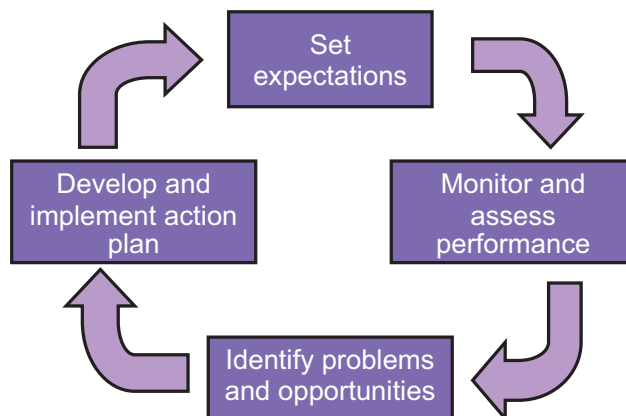 Set
expectations
Monitor and
assess
performance
Identify problems
and opportunities
Develop and
implement action
plan